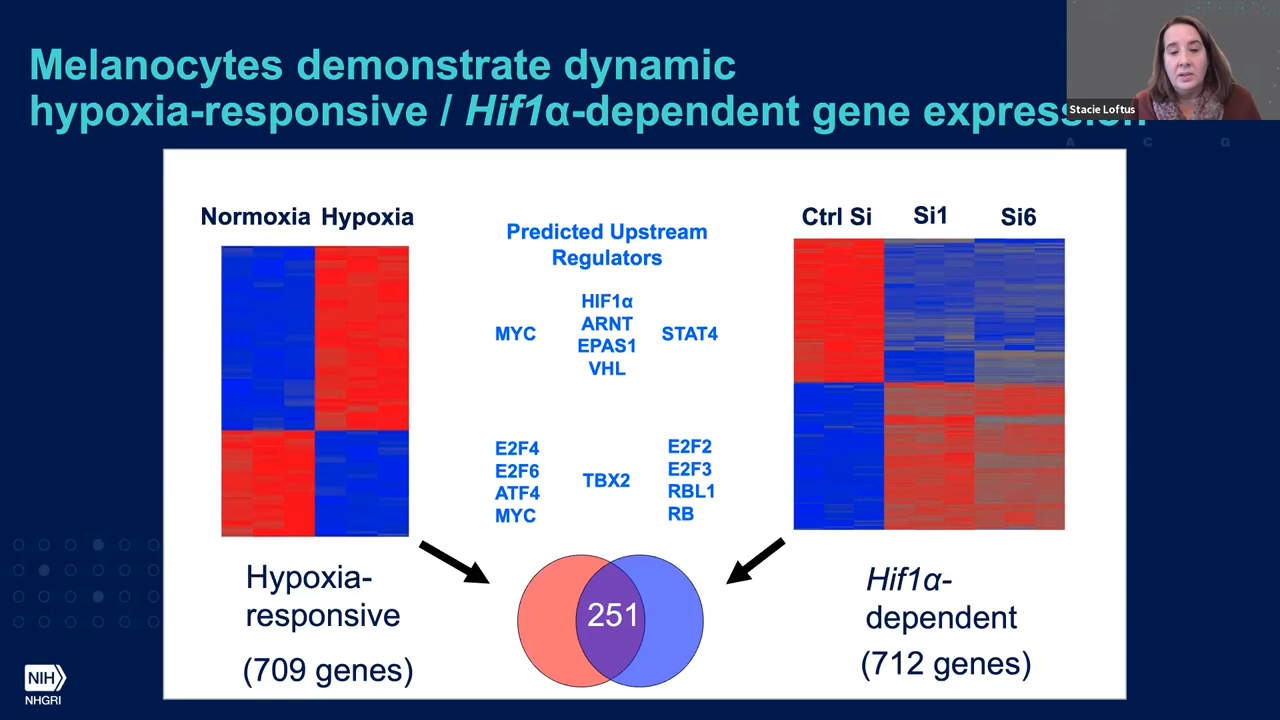 Melanocytes demonstrate dynamic
hypoxia-responsive / Hif1α-dependent gene expression
Stacie Loftus
A C G
Normoxia Hypoxia
Predicted Upstream
Regulators
HIF1α
ARNT
EPAS1
VHL
MYC
STAT4
E2F4
E2F6
ATF4
MYC
TBX2
E2F2
E2F3
RBL1
RB
Ctrl Si Si1 Si6
251
Hypoxia-
responsive
(709 genes)
Hif1α-
dependent
(712 genes)
NIH
NHGRI